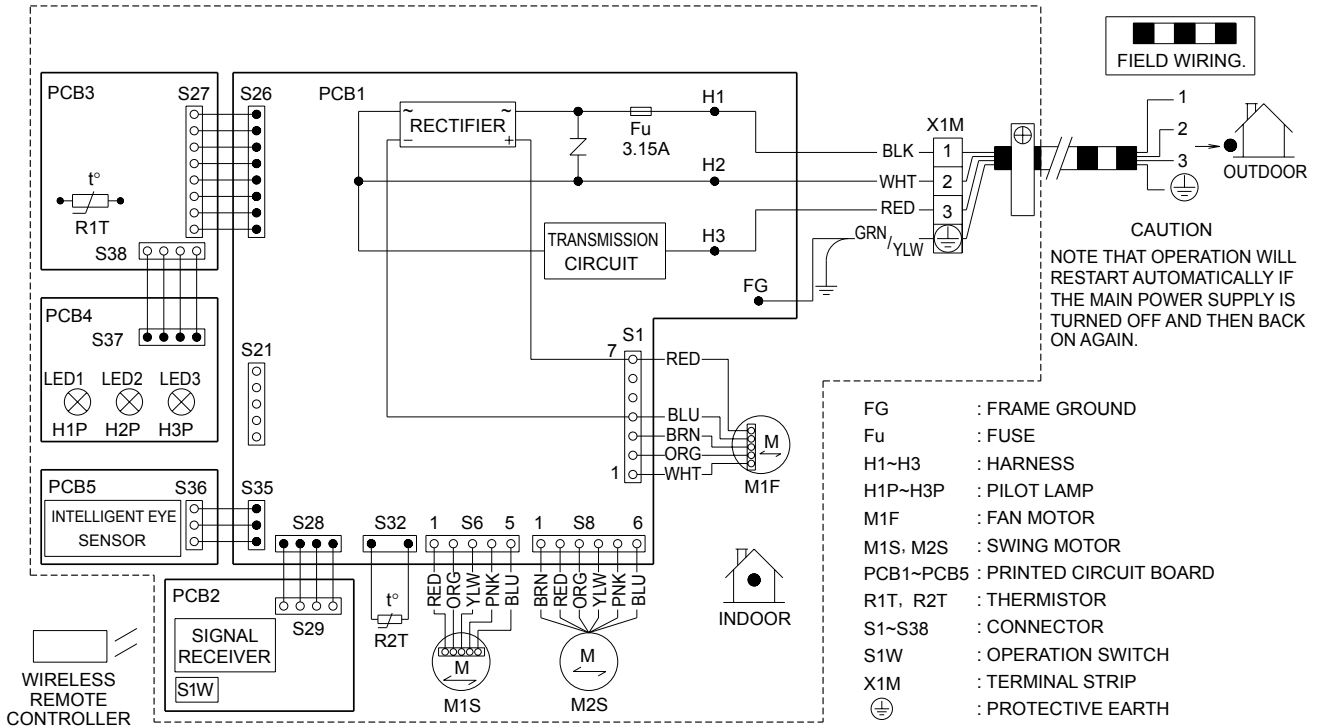 PCB3
S27
S26
PCB1
t°
R1T
S38
PCB4
S37
LED1 LED2 LED3
H1P H2P H3P
S21
PCB5
S36
S35
INTELLIGENT EYE
SENSOR
~ ~
RECTIFIER
− +
Fu
3.15A
H1
H2
H3
TRANSMISSION
CIRCUIT
FG
X1M
BLK 1
WHT 2
RED 3
GRN/YLW
FIELD WIRING.
1
2
3
OUTDOOR
CAUTION
NOTE THAT OPERATION WILL
RESTART AUTOMATICALLY IF
THE MAIN POWER SUPPLY IS
TURNED OFF AND THEN BACK
ON AGAIN.
S1
7
RED
BLU
BRN
ORG
1 WHT
M
M1F
S28
S32
1 S6 5
1 S8 6
RED ORG YLW PNK BLU
BRN RED ORG YLW PNK BLU
t°
R2T
M
M1S
M
M2S
INDOOR
PCB2
S29
SIGNAL
RECEIVER
S1W
WIRELESS
REMOTE
CONTROLLER
FG : FRAME GROUND
Fu : FUSE
H1~H3 : HARNESS
H1P~H3P : PILOT LAMP
M1F : FAN MOTOR
M1S, M2S : SWING MOTOR
PCB1~PCB5 : PRINTED CIRCUIT BOARD
R1T, R2T : THERMISTOR
S1~S38 : CONNECTOR
S1W : OPERATION SWITCH
X1M : TERMINAL STRIP
: PROTECTIVE EARTH